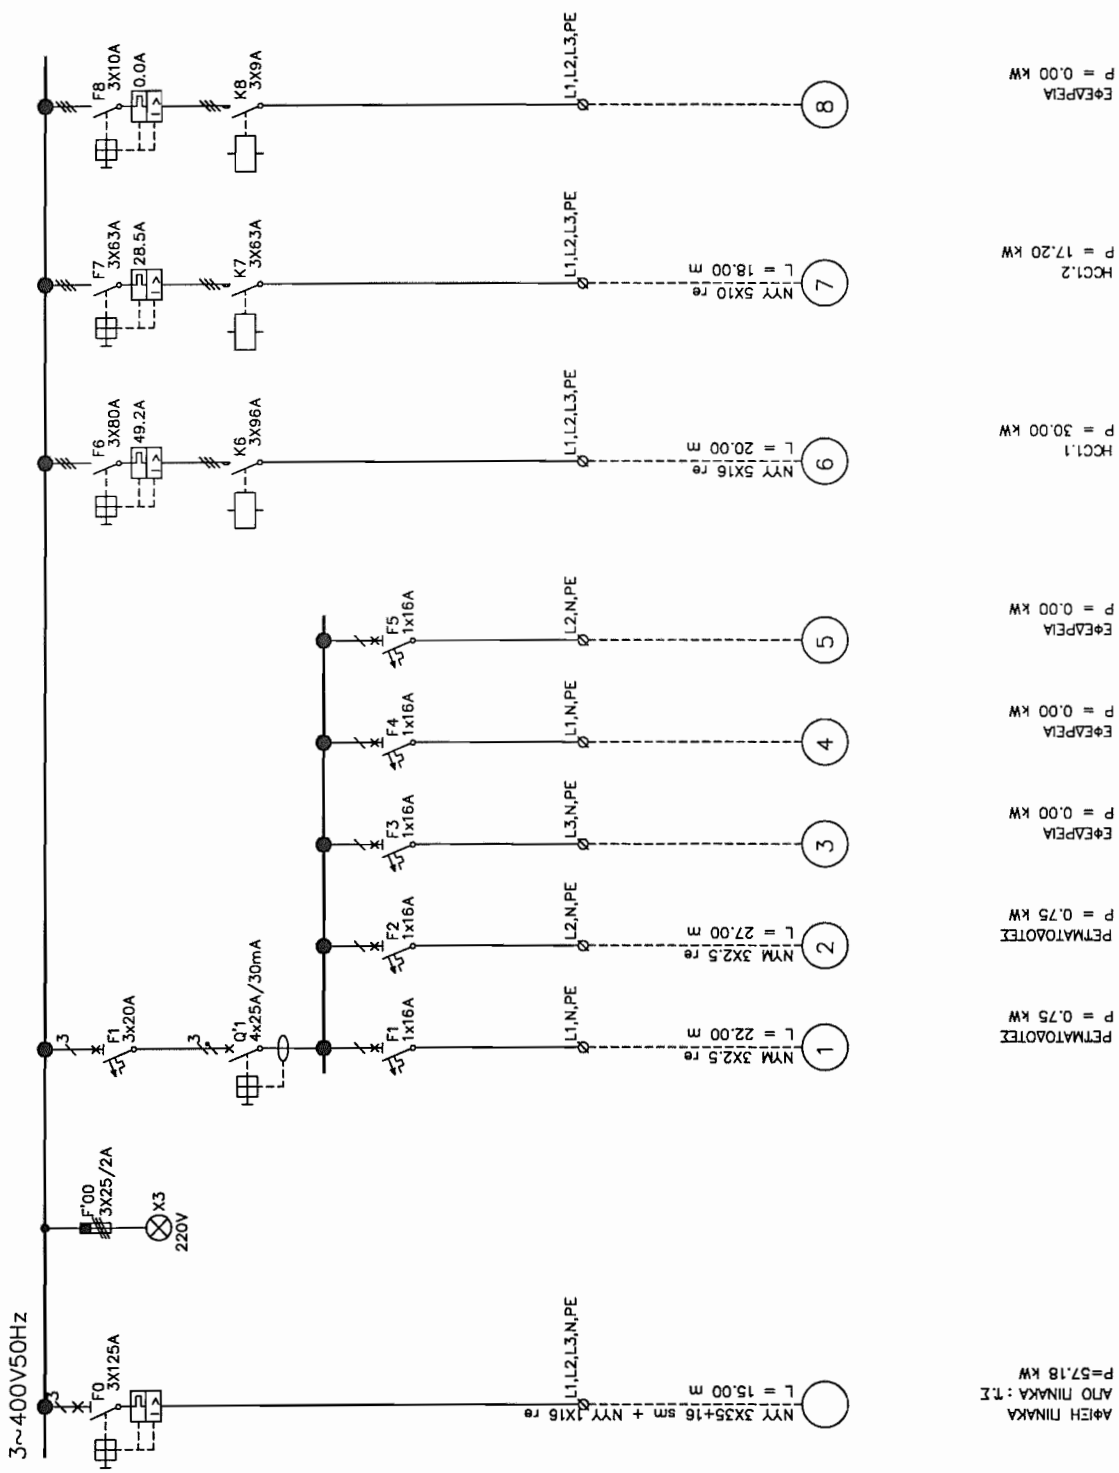 3~400V50Hz
F0
3X125A
L1,L2,L3,N,PE
NYY 3X35+16 sm + NYY 1X16 re
L = 15.00 m
ΑΦΙΞΗ ΠΙΝΑΚΑ
ΑΠΟ ΠΙΝΑΚΑ : Τ.Σ
P=57.18 kW
F'00
3X25/2A
X3
220V
3
F1
3x20A
3
Q'1
4x25A/30mA
F1
1x16A
L1,N,PE
NYM 3X2.5 re
L = 22.00 m
1
ΡΕΤΜΑΤΟΔΟΤΕΣ
P = 0.75 kW
F2
1x16A
L2,N,PE
NYM 3X2.5 re
L = 27.00 m
2
ΡΕΤΜΑΤΟΔΟΤΕΣ
P = 0.75 kW
F3
1x16A
L3,N,PE
3
ΕΦΕΔΡΕΙΑ
P = 0.00 kW
F4
1x16A
L1,N,PE
4
ΕΦΕΔΡΕΙΑ
P = 0.00 kW
F5
1x16A
L2,N,PE
5
ΕΦΕΔΡΕΙΑ
P = 0.00 kW
F6
3X80A
49.2A
K6
3X96A
L1,L2,L3,PE
NYY 5X16 re
L = 20.00 m
6
HCC1.1
P = 30.00 kW
F7
3X63A
28.5A
K7
3X63A
L1,L2,L3,PE
NYY 5X10 re
L = 18.00 m
7
HCC1.2
P = 17.20 kW
F8
3X10A
0.0A
K8
3X9A
L1,L2,L3,PE
8
ΕΦΕΔΡΕΙΑ
P = 0.00 kW